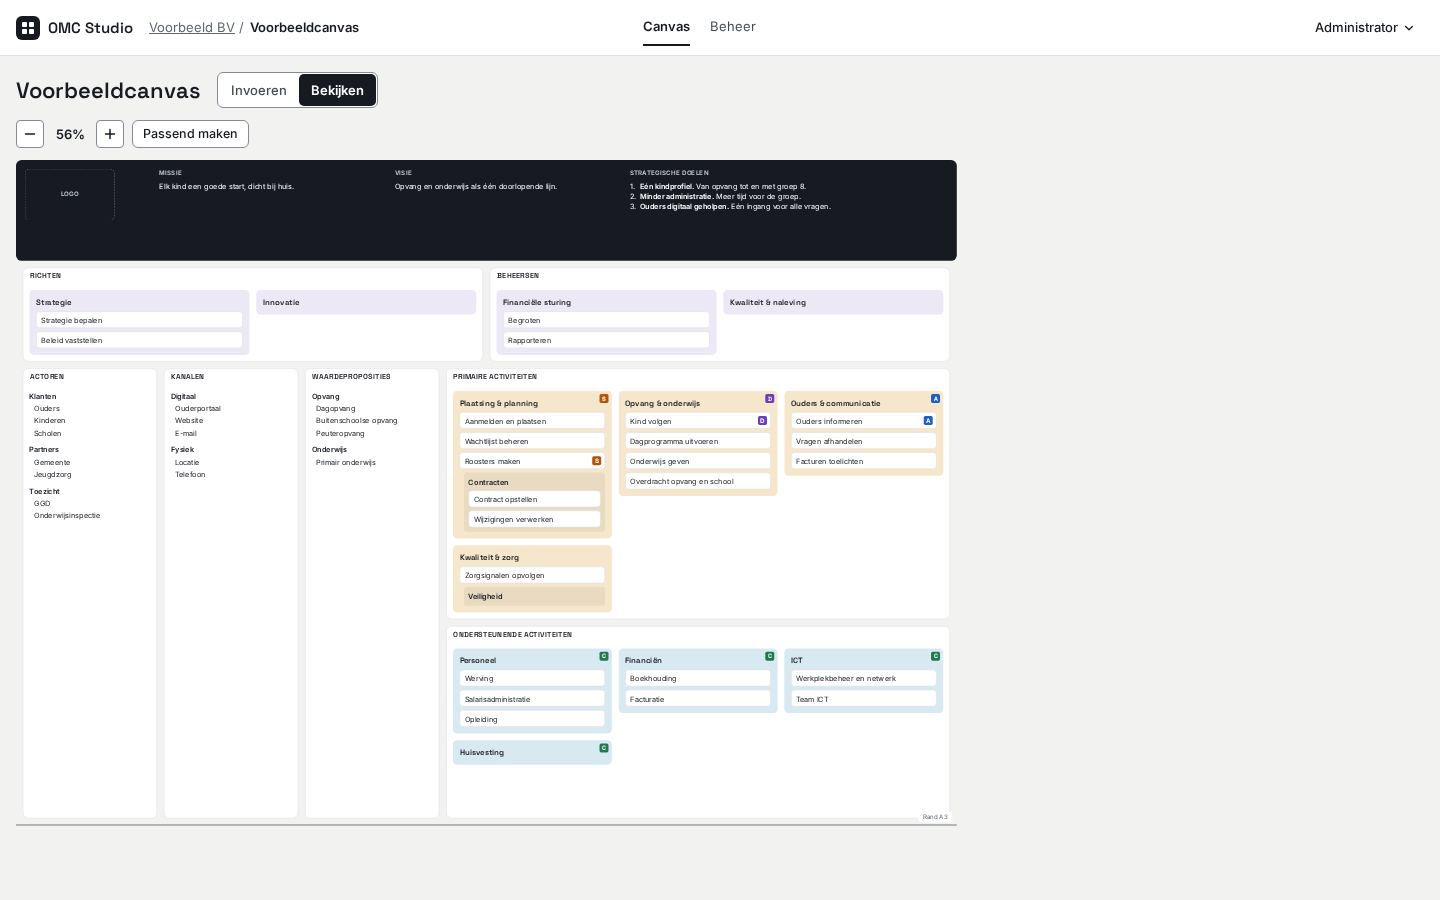 OMC Studio
Voorbeeld BV / Voorbeeldcanvas
Canvas
Beheer
Administrator
Voorbeeldcanvas
Invoeren
Bekijken
56%
Passend maken
LOGO
MISSIE
Elk kind een goede start, dicht bij huis.
VISIE
Opvang en onderwijs als één doorlopende lijn.
STRATEGISCHE DOELEN
1. Eén kindprofiel. Van opvang tot en met groep 8.
2. Minder administratie. Meer tijd voor de groep.
3. Ouders digitaal geholpen. Eén ingang voor alle vragen.
RICHTEN
Strategie
Strategie bepalen
Beleid vaststellen
Innovatie
BEHEERSEN
Financiële sturing
Begroten
Rapporteren
Kwaliteit & naleving
ACTOREN
Klanten
Ouders
Kinderen
Scholen
Partners
Gemeente
Jeugdzorg
Toezicht
GGD
Onderwijsinspectie
KANALEN
Digitaal
Ouderportaal
Website
E-mail
Fysiek
Locatie
Telefoon
WAARDEPROPOSITIES
Opvang
Dagopvang
Buitenschoolse opvang
Peuteropvang
Onderwijs
Primair onderwijs
PRIMAIRE ACTIVITEITEN
Plaatsing & planning S
Aanmelden en plaatsen
Wachtlijst beheren
Roosters maken S
Contracten
Contract opstellen
Wijzigingen verwerken
Opvang & onderwijs D
Kind volgen D
Dagprogramma uitvoeren
Onderwijs geven
Overdracht opvang en school
Ouders & communicatie A
Ouders informeren A
Vragen afhandelen
Facturen toelichten
Kwaliteit & zorg
Zorgsignalen opvolgen
Veiligheid
ONDERSTEUNENDE ACTIVITEITEN
Personeel C
Werving
Salarisadministratie
Opleiding
Financiën C
Boekhouding
Facturatie
ICT C
Werkplekbeheer en netwerk
Team ICT
Huisvesting C
Rand A3